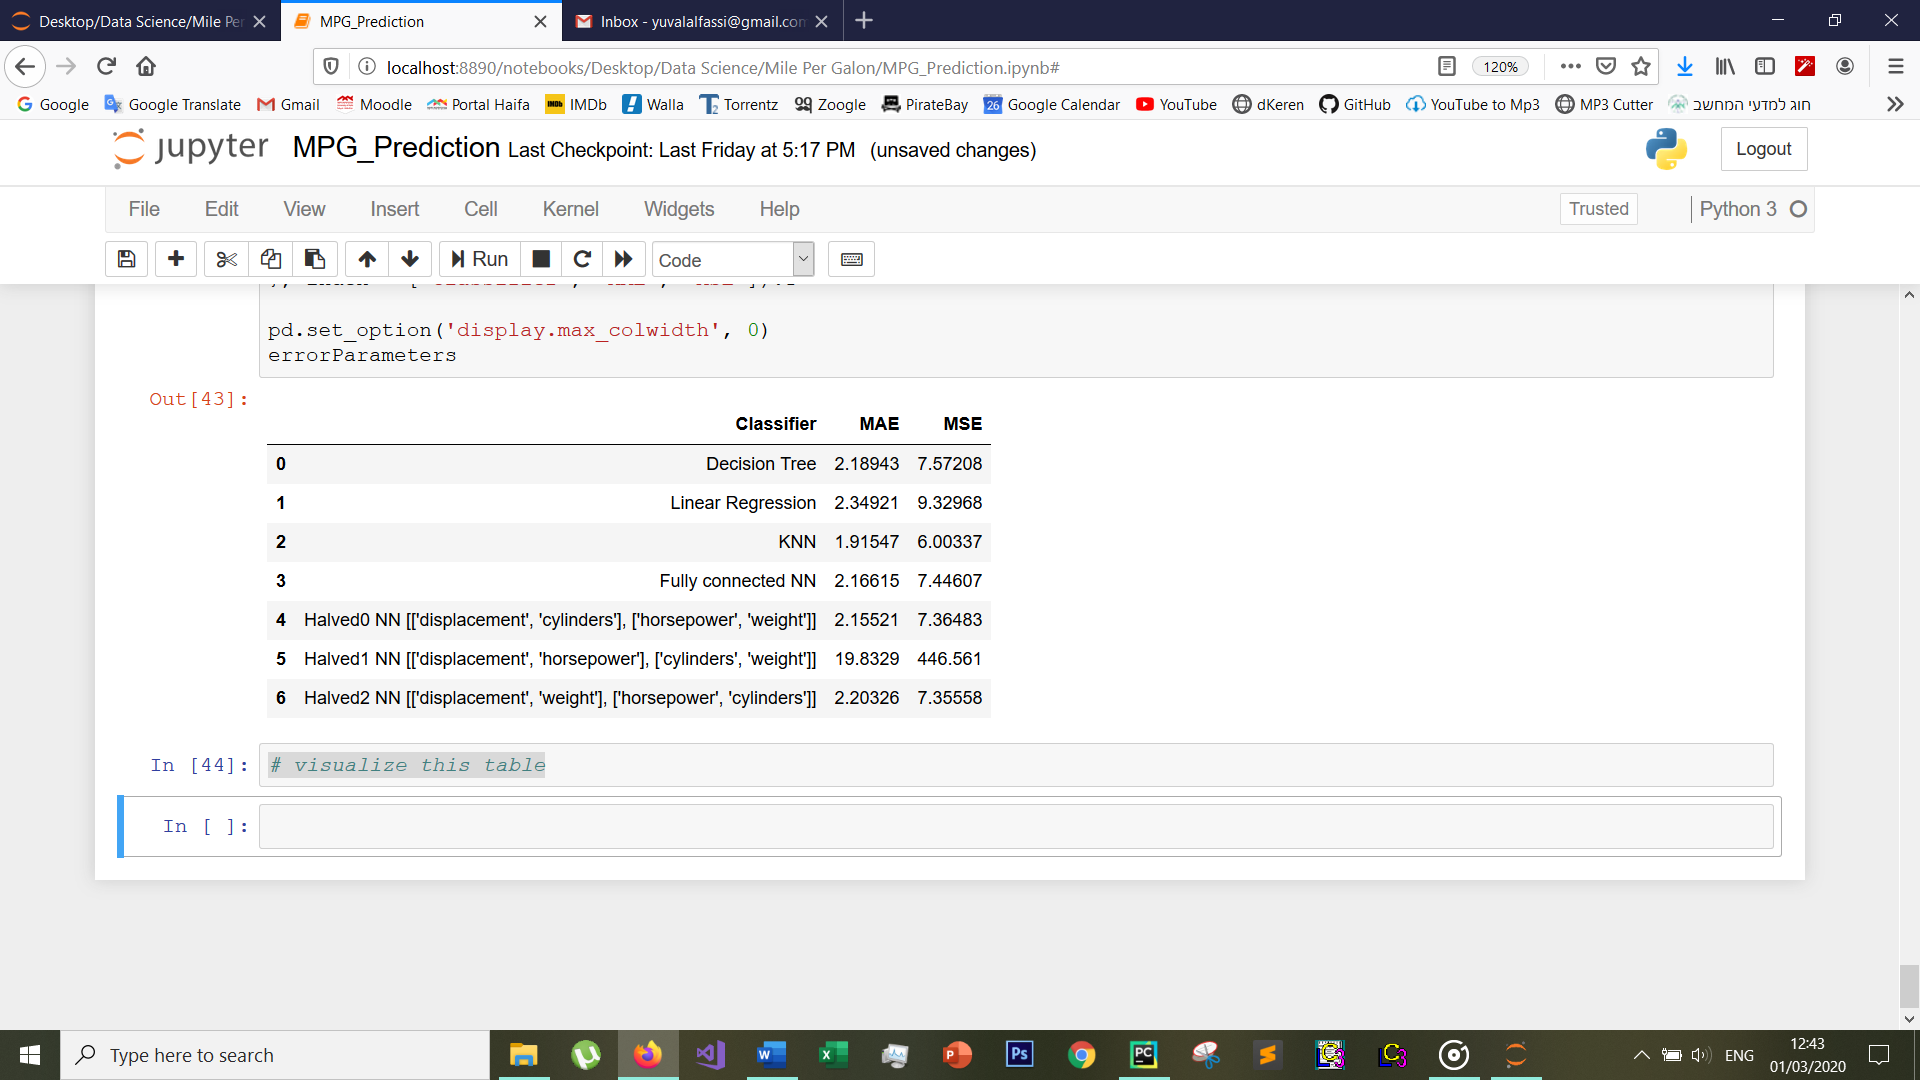 Desktop/Data Science/Mile Per
MPG_Prediction
Inbox - yuvalalfassi@gmail.com
localhost:8890/notebooks/Desktop/Data Science/Mile Per Galon/MPG_Prediction.ipynb#
120%
Google Google Translate Gmail Moodle Portal Haifa IMDb Walla Torrentz Zoogle PirateBay 26 Google Calendar YouTube dKeren GitHub YouTube to Mp3 MP3 Cutter חוג למדעי המחשב
jupyter MPG_Prediction Last Checkpoint: Last Friday at 5:17 PM (unsaved changes)
Logout
File Edit View Insert Cell Kernel Widgets Help
Trusted
Python 3
Run
Code
pd.set_option('display.max_colwidth', 0)
errorParameters
Out[43]:
Classifier MAE MSE
0 Decision Tree 2.18943 7.57208
1 Linear Regression 2.34921 9.32968
2 KNN 1.91547 6.00337
3 Fully connected NN 2.16615 7.44607
4 Halved0 NN [['displacement', 'cylinders'], ['horsepower', 'weight']] 2.15521 7.36483
5 Halved1 NN [['displacement', 'horsepower'], ['cylinders', 'weight']] 19.8329 446.561
6 Halved2 NN [['displacement', 'weight'], ['horsepower', 'cylinders']] 2.20326 7.35558
In [44]: # visualize this table
In [ ]:
Type here to search
ENG
12:43
01/03/2020